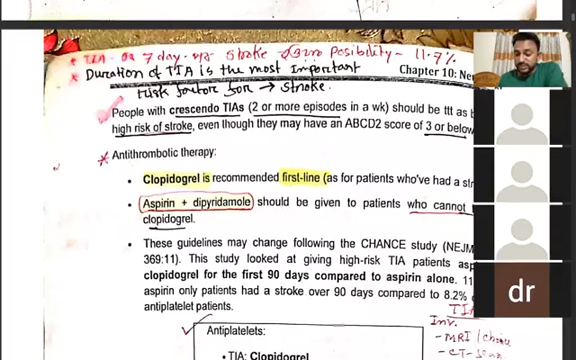 * TIA 7 day Stroke Posibility - 11.7%
* Duration of TIA is the most important
Chapter 10: Ne
risk factor for → stroke.
People with crescendo TIAs (2 or more episodes in a wk) should be ttt as
high risk of stroke, even though they may have an ABCD2 score of 3 or below
* Antithrombotic therapy:
• Clopidogrel is recommended first-line (as for patients who've had a st
• Aspirin + dipyridamole should be given to patients who cannot
clopidogrel.
• These guidelines may change following the CHANCE study (NEJM
369:11). This study looked at giving high-risk TIA patients asp
clopidogrel for the first 90 days compared to aspirin alone. 11
aspirin only patients had a stroke over 90 days compared to 8.2%
antiplatelet patients.
TIA
Inv.
- MRI / choice
- CT-scan
Antiplatelets:
• TIA: Clopidogrel
dr